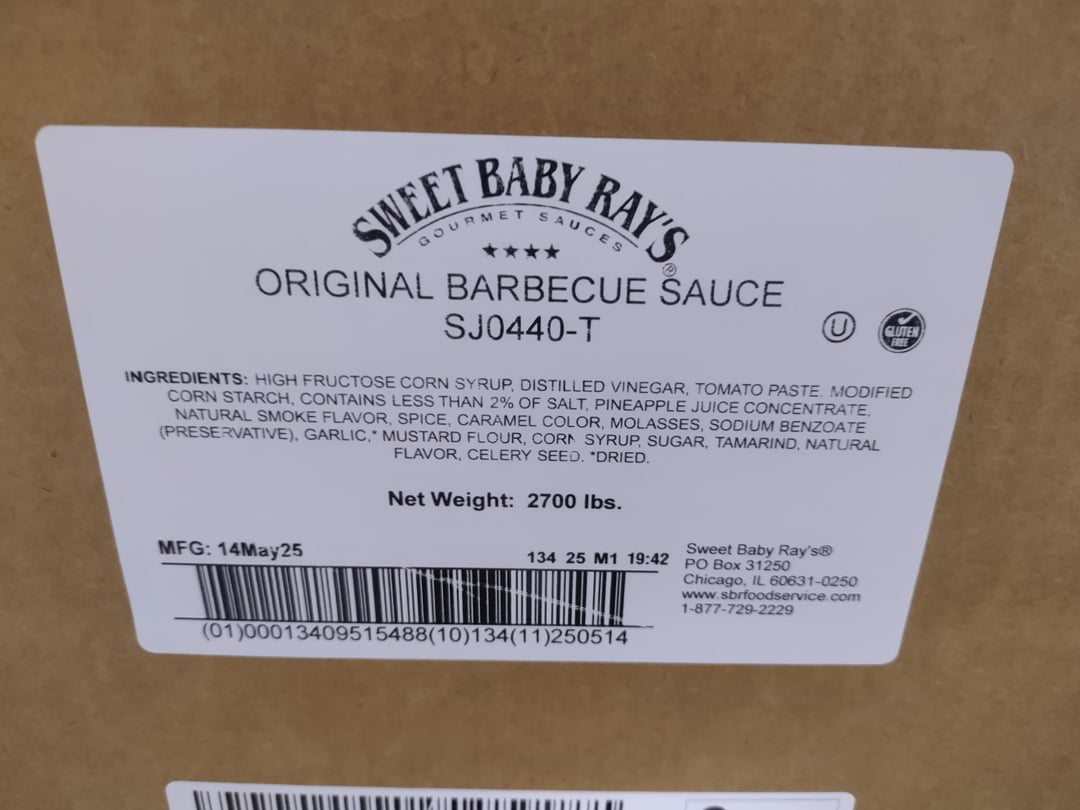 SWEET BABY RAY'S®
GOURMET SAUCES
ORIGINAL BARBECUE SAUCE
SJ0440-T
U
GLUTEN
FREE
INGREDIENTS: HIGH FRUCTOSE CORN SYRUP, DISTILLED VINEGAR, TOMATO PASTE, MODIFIED
CORN STARCH, CONTAINS LESS THAN 2% OF SALT, PINEAPPLE JUICE CONCENTRATE,
NATURAL SMOKE FLAVOR, SPICE, CARAMEL COLOR, MOLASSES, SODIUM BENZOATE
(PRESERVATIVE), GARLIC,* MUSTARD FLOUR, CORN SYRUP, SUGAR, TAMARIND, NATURAL
FLAVOR, CELERY SEED. *DRIED.
Net Weight: 2700 lbs.
MFG: 14May25
134 25 M1 19:42
(01)00013409515488(10)134(11)250514
Sweet Baby Ray's®
PO Box 31250
Chicago, IL 60631-0250
www.sbrfoodservice.com
1-877-729-2229